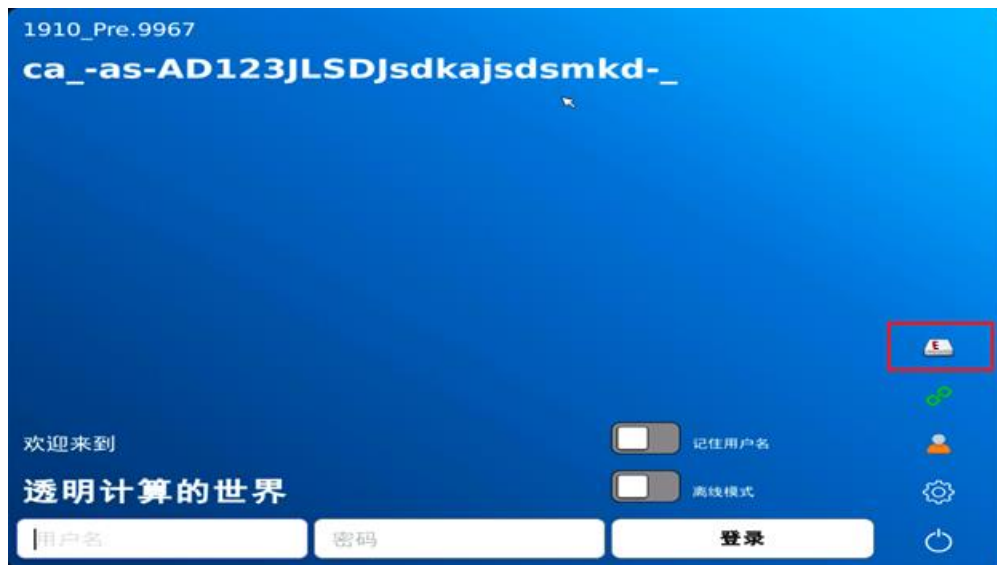 1910_Pre.9967
ca_-as-AD123JLSDJsdkajsdsmkd-_
E
欢迎来到
记住用户名
透明计算的世界
离线模式
用户名
密码
登录